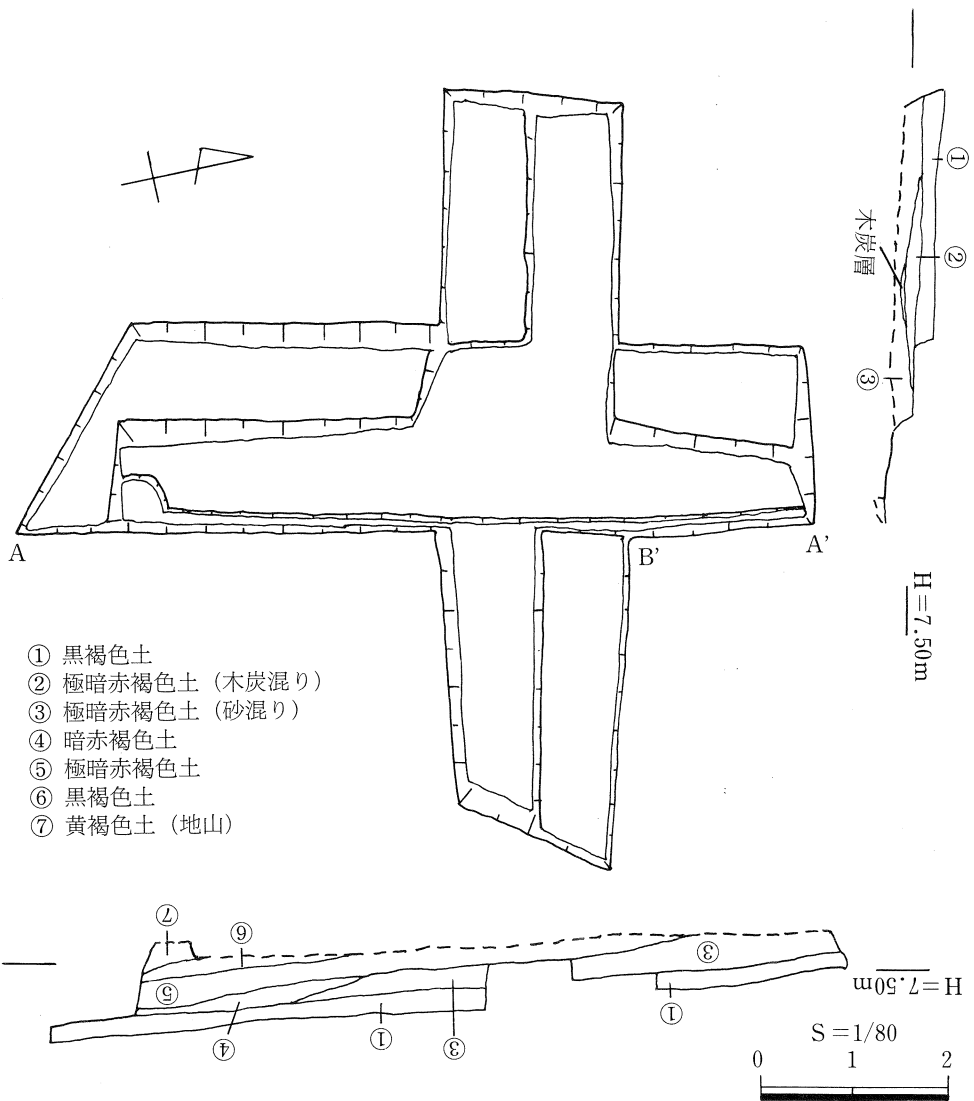 ①
②
木炭層
③
H=7.50m
A
B'
A'
① 黒褐色土
② 極暗赤褐色土（木炭混り）
③ 極暗赤褐色土（砂混り）
④ 暗赤褐色土
⑤ 極暗赤褐色土
⑥ 黒褐色土
⑦ 黄褐色土（地山）
⑦
⑥
③
⑤
④
①
③
①
H=7.50m
S=1/80
0 1 2